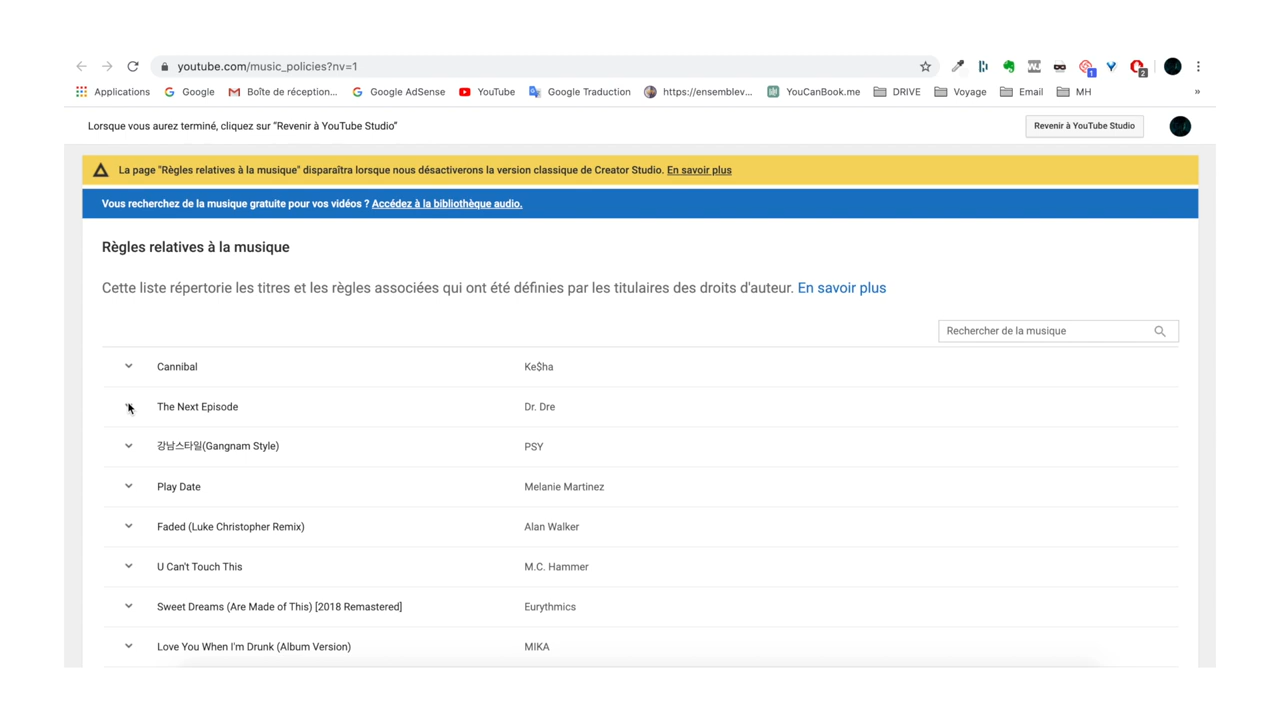 youtube.com/music_policies?nv=1
1
2
Applications Google Boîte de réception... Google AdSense YouTube Google Traduction https://ensemblev... YouCanBook.me DRIVE Voyage Email MH »
Lorsque vous aurez terminé, cliquez sur "Revenir à YouTube Studio" Revenir à YouTube Studio
La page "Règles relatives à la musique" disparaîtra lorsque nous désactiverons la version classique de Creator Studio. En savoir plus
Vous recherchez de la musique gratuite pour vos vidéos ? Accédez à la bibliothèque audio.
Règles relatives à la musique
Cette liste répertorie les titres et les règles associées qui ont été définies par les titulaires des droits d'auteur. En savoir plus
Rechercher de la musique
Cannibal Ke$ha
The Next Episode Dr. Dre
강남스타일(Gangnam Style) PSY
Play Date Melanie Martinez
Faded (Luke Christopher Remix) Alan Walker
U Can't Touch This M.C. Hammer
Sweet Dreams (Are Made of This) [2018 Remastered] Eurythmics
Love You When I'm Drunk (Album Version) MIKA